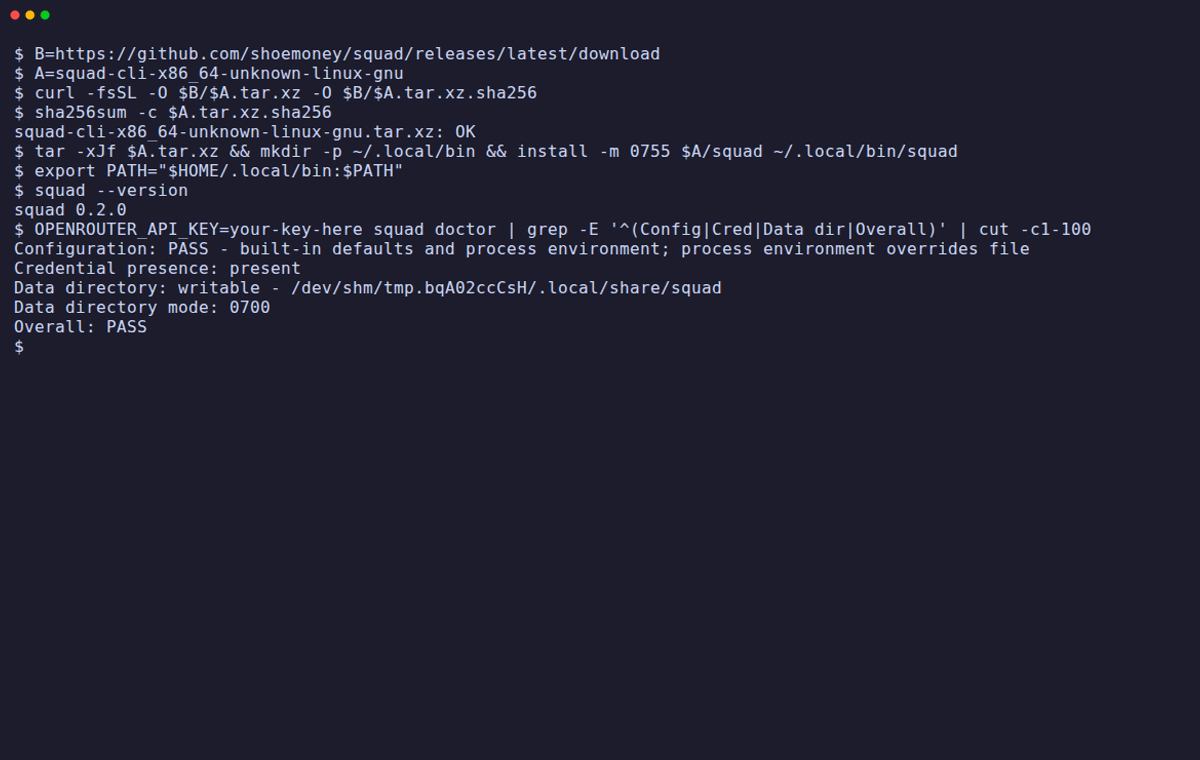 $ B=https://github.com/shoemoney/squad/releases/latest/download
$ A=squad-cli-x86_64-unknown-linux-gnu
$ curl -fsSL -O $B/$A.tar.xz -O $B/$A.tar.xz.sha256
$ sha256sum -c $A.tar.xz.sha256
squad-cli-x86_64-unknown-linux-gnu.tar.xz: OK
$ tar -xJf $A.tar.xz && mkdir -p ~/.local/bin && install -m 0755 $A/squad ~/.local/bin/squad
$ export PATH="$HOME/.local/bin:$PATH"
$ squad --version
squad 0.2.0
$ OPENROUTER_API_KEY=your-key-here squad doctor | grep -E '^(Config|Cred|Data dir|Overall)' | cut -c1-100
Configuration: PASS - built-in defaults and process environment; process environment overrides file
Credential presence: present
Data directory: writable - /dev/shm/tmp.bqA02ccCsH/.local/share/squad
Data directory mode: 0700
Overall: PASS
$